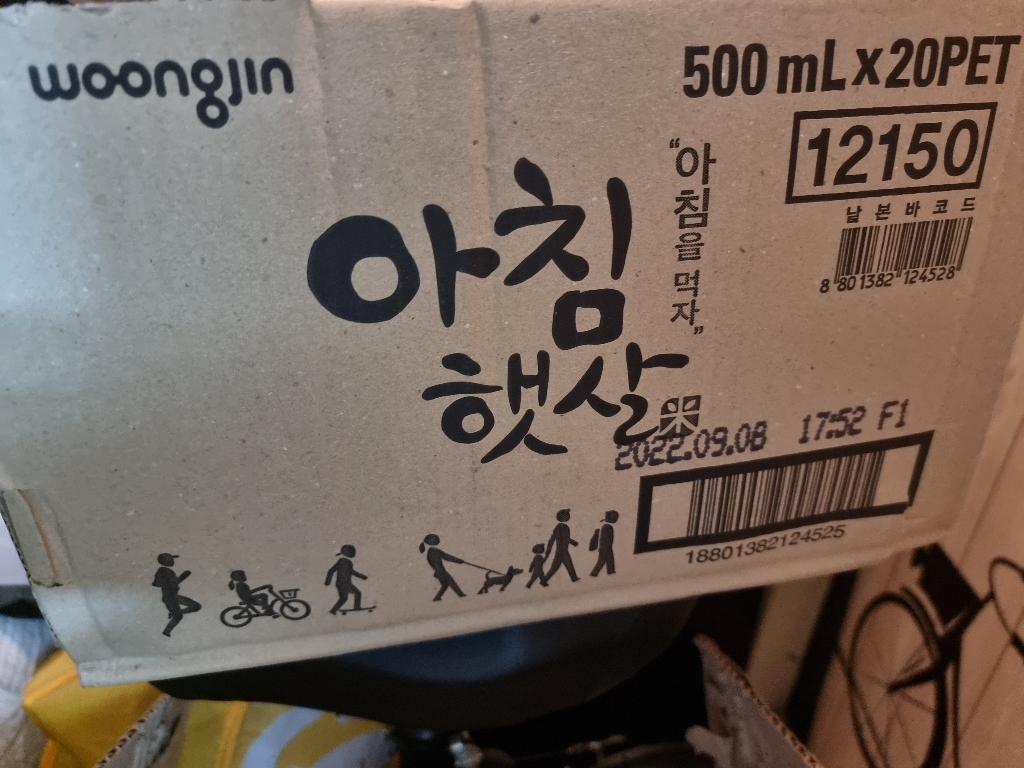 woongjin
500 mL x 20PET
12150
낱본바코드
8 801382 124528
"아침을 먹자"
아침
햇살
米
2022.09.08 17:52 F1
18801382124525